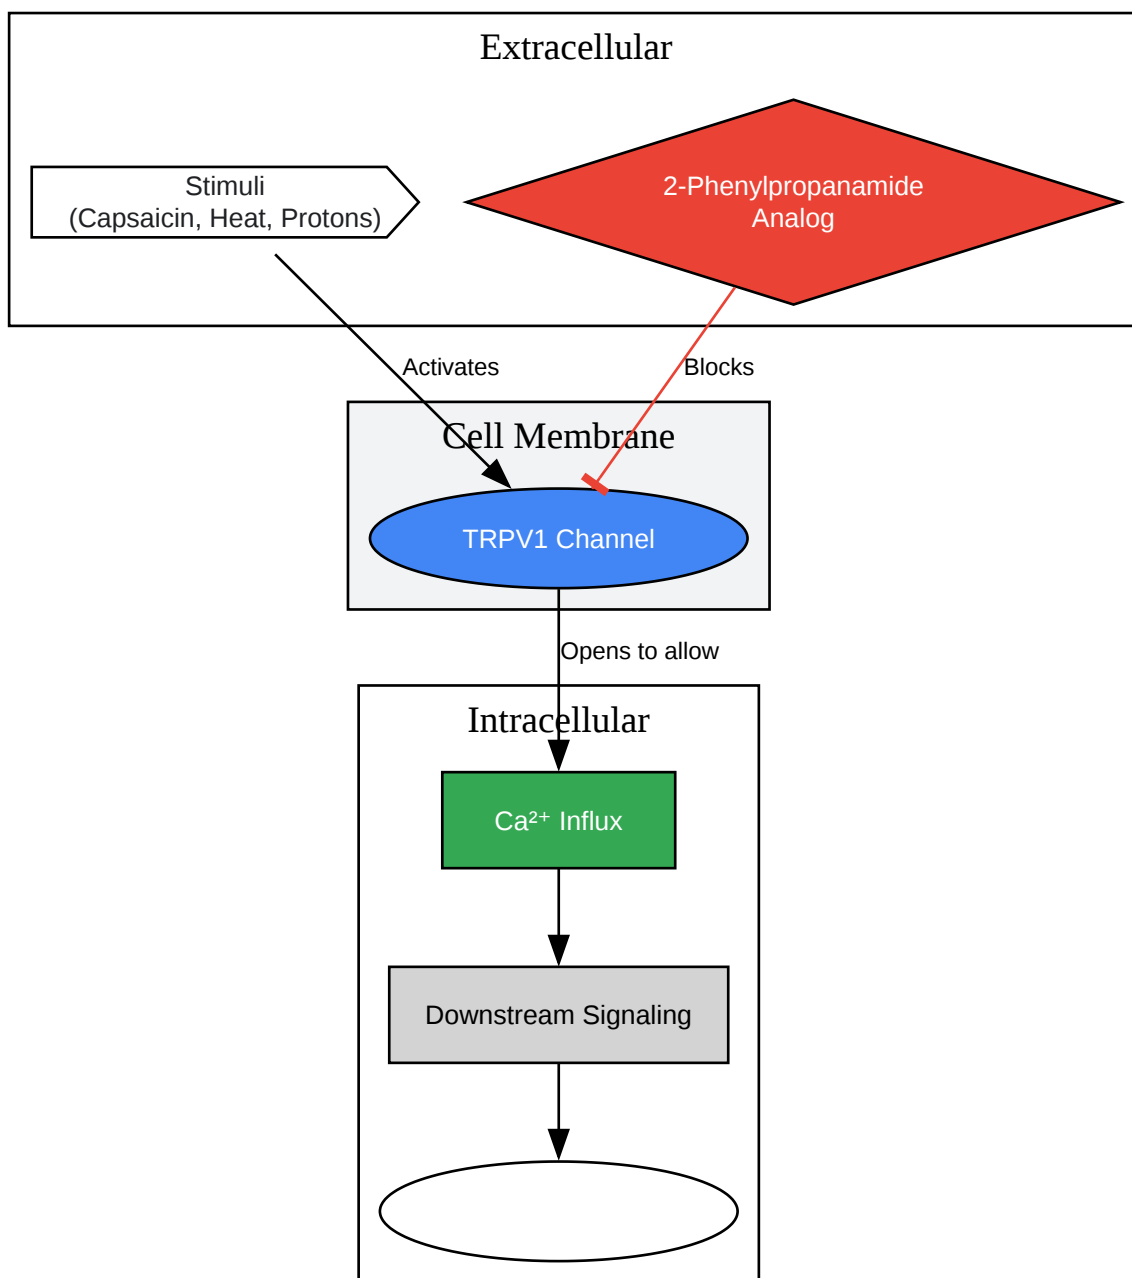 Extracellular
Stimuli
(Capsaicin, Heat, Protons)
2-Phenylpropanamide
Analog
Activates
Blocks
Cell Membrane
TRPV1 Channel
Opens to allow
Intracellular
Ca²⁺ Influx
Downstream Signaling